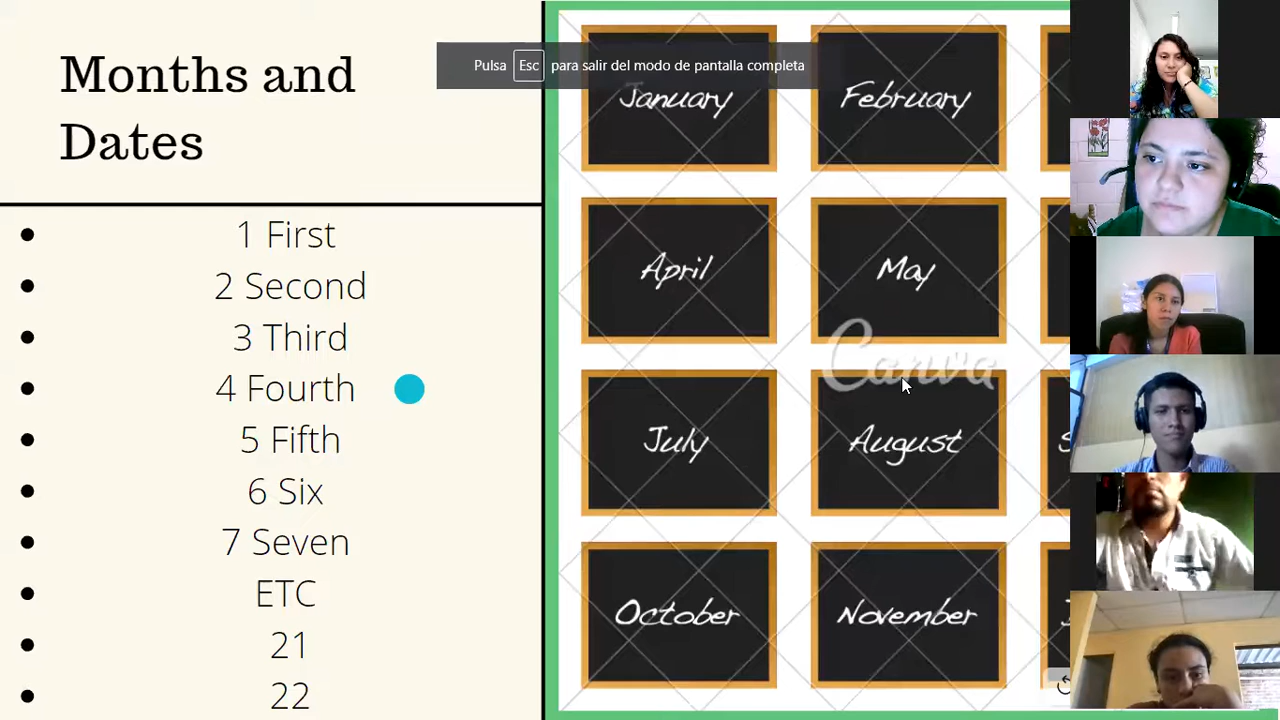 Months and
Dates
1 First
2 Second
3 Third
4 Fourth
5 Fifth
6 Six
7 Seven
ETC
21
22
Pulsa Esc para salir del modo de pantalla completa
January
February
April
May
Canva
July
August
October
November